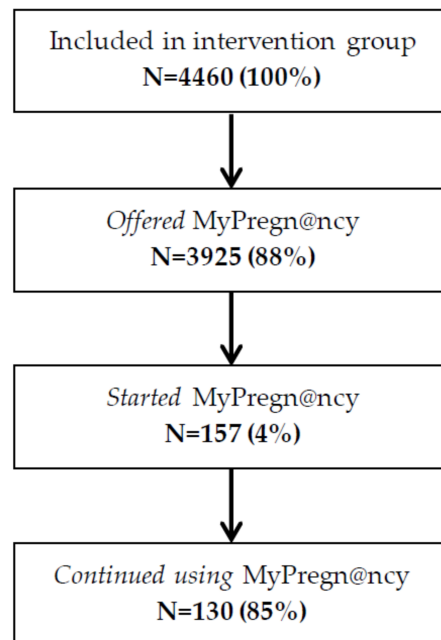 Included in intervention group
N=4460 (100%)
Offered MyPregn@ncy
N=3925 (88%)
Started MyPregn@ncy
N=157 (4%)
Continued using MyPregn@ncy
N=130 (85%)